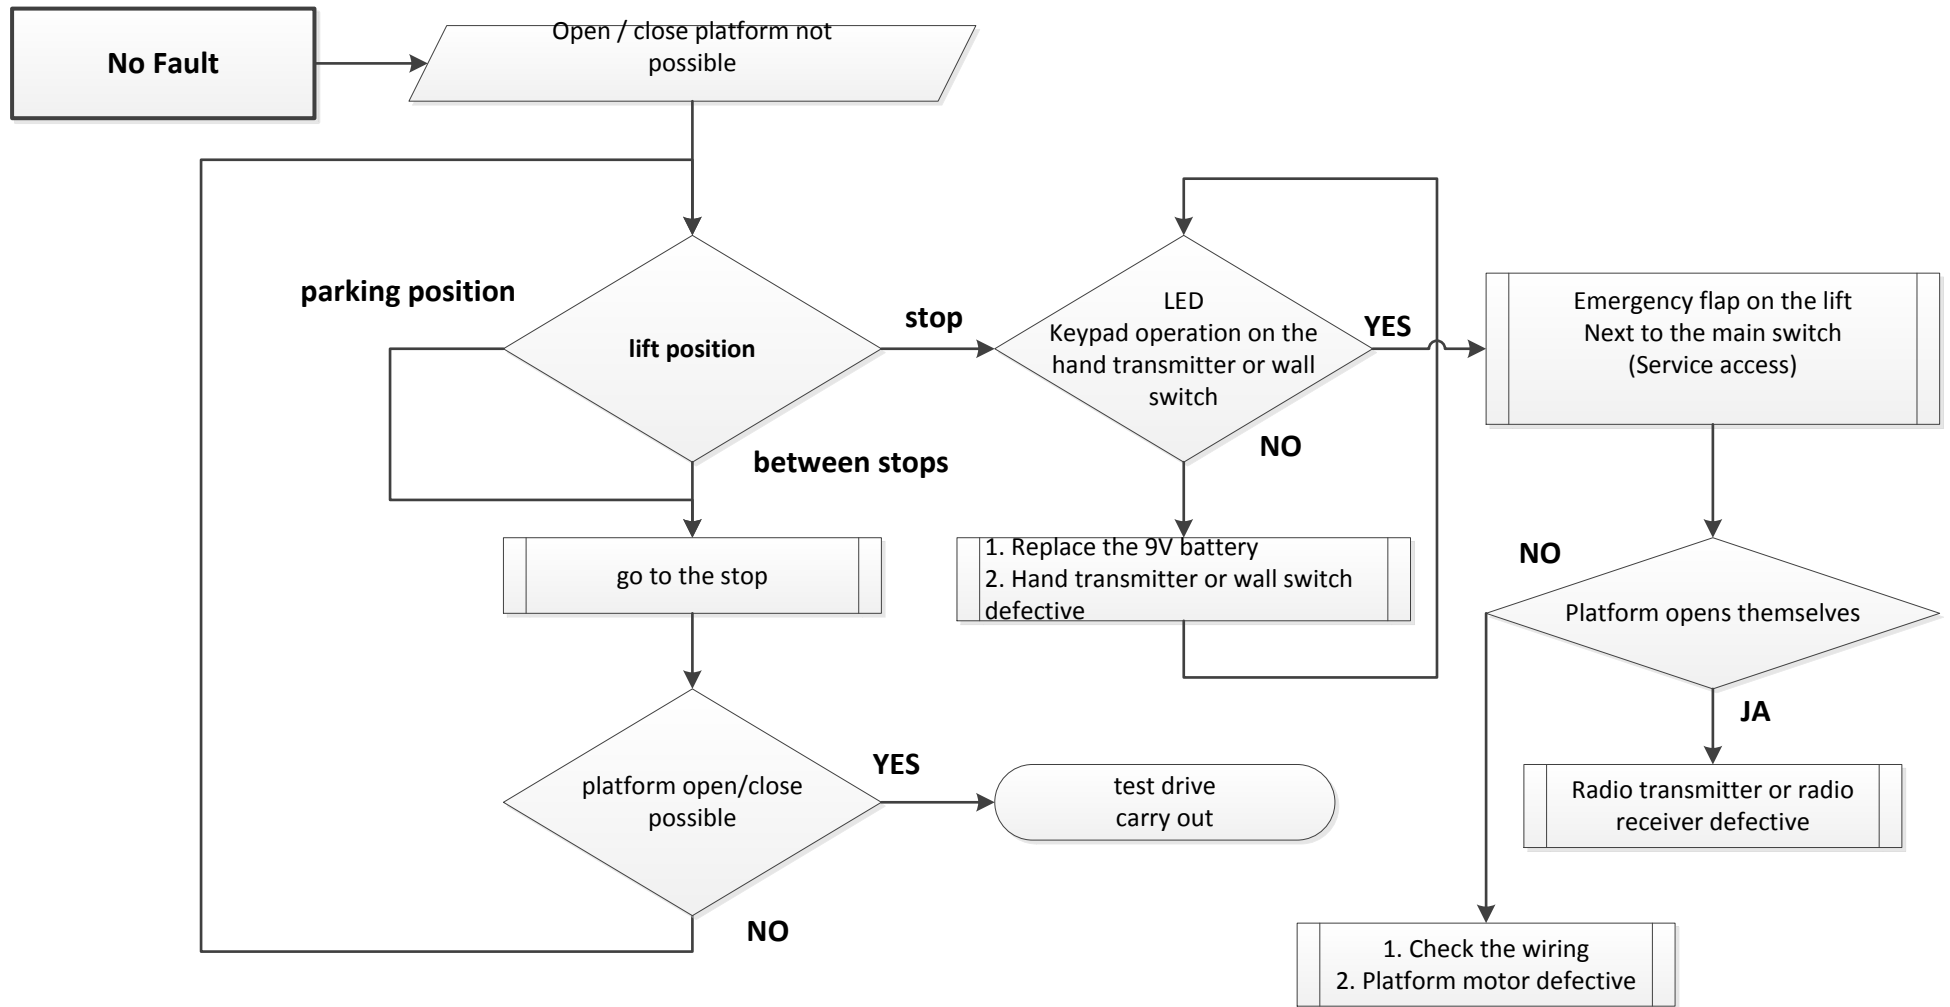 No Fault
Open / close platform not
possible
parking position
lift position
stop
between stops
LED
Keypad operation on the
hand transmitter or wall
switch
YES
NO
Emergency flap on the lift
Next to the main switch
(Service access)
go to the stop
1. Replace the 9V battery
2. Hand transmitter or wall switch
defective
NO
Platform opens themselves
JA
platform open/close
possible
YES
NO
test drive
carry out
Radio transmitter or radio
receiver defective
1. Check the wiring
2. Platform motor defective